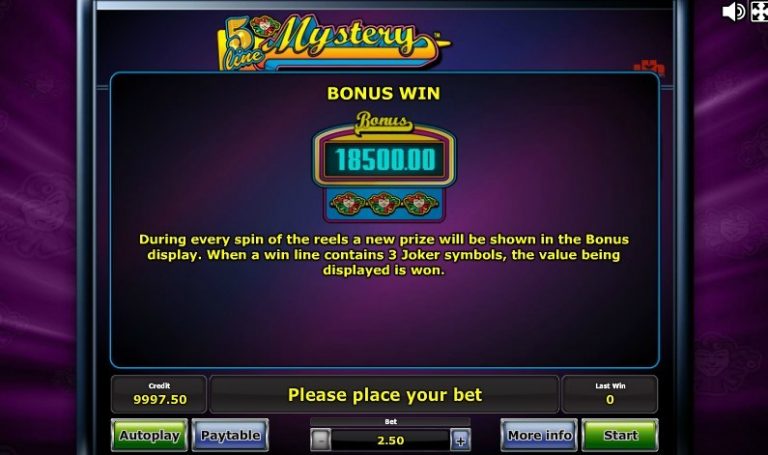 5
line
Mystery
TM
BONUS WIN
Bonus
18500.00
During every spin of the reels a new prize will be shown in the Bonus
display. When a win line contains 3 Joker symbols, the value being
displayed is won.
Credit
9997.50
Please place your bet
Last Win
0
Autoplay
Paytable
Bet
-
2.50
+
More info
Start